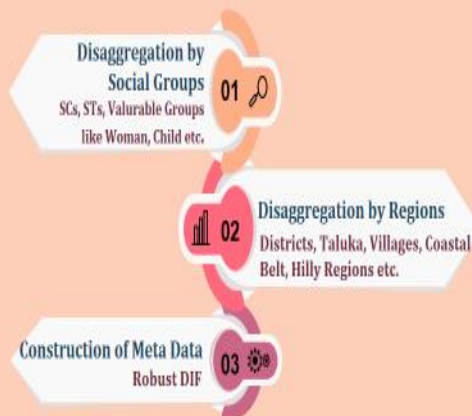 Disaggregation by
Social Groups
SCs, STs, Valurable Groups
like Woman, Child etc.
01
02
Disaggregation by Regions
Districts, Taluka, Villages, Coastal
Belt, Hilly Regions etc.
Construction of Meta Data
Robust DIF
03